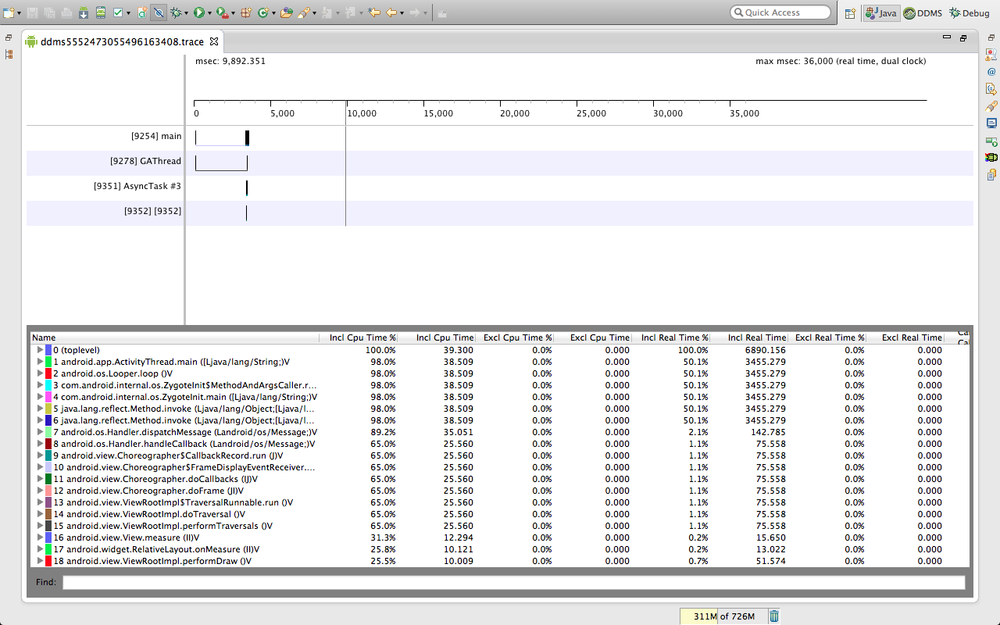 Quick Access
Java DDMS Debug
ddms5552473055496163408.trace
msec: 9,892.351 max msec: 36,000 (real time, dual clock)
0 5,000 10,000 15,000 20,000 25,000 30,000 35,000
[9254] main
[9278] GAThread
[9351] AsyncTask #3
[9352] [9352]
Name Incl Cpu Time % Incl Cpu Time Excl Cpu Time % Excl Cpu Time Incl Real Time % Incl Real Time Excl Real Time % Excl Real Time
0 (toplevel) 100.0% 39.300 0.0% 0.000 100.0% 6890.156 0.0% 0.000
1 android.app.ActivityThread.main ([Ljava/lang/String;)V 98.0% 38.509 0.0% 0.000 50.1% 3455.279 0.0% 0.000
2 android.os.Looper.loop ()V 98.0% 38.509 0.0% 0.000 50.1% 3455.279 0.0% 0.000
3 com.android.internal.os.ZygoteInit$MethodAndArgsCaller.r... 98.0% 38.509 0.0% 0.000 50.1% 3455.279 0.0% 0.000
4 com.android.internal.os.ZygoteInit.main ([Ljava/lang/String;)V 98.0% 38.509 0.0% 0.000 50.1% 3455.279 0.0% 0.000
5 java.lang.reflect.Method.invoke (Ljava/lang/Object;[Ljava/l... 98.0% 38.509 0.0% 0.000 50.1% 3455.279 0.0% 0.000
6 java.lang.reflect.Method.invoke (Ljava/lang/Object;[Ljava/l... 98.0% 38.509 0.0% 0.000 50.1% 3455.279 0.0% 0.000
7 android.os.Handler.dispatchMessage (Landroid/os/Message;)V 89.2% 35.051 0.0% 0.000 2.1% 142.785 0.0% 0.000
8 android.os.Handler.handleCallback (Landroid/os/Message;)V 65.0% 25.560 0.0% 0.000 1.1% 75.558 0.0% 0.000
9 android.view.Choreographer$CallbackRecord.run (J)V 65.0% 25.560 0.0% 0.000 1.1% 75.558 0.0% 0.000
10 android.view.Choreographer$FrameDisplayEventReceiver.... 65.0% 25.560 0.0% 0.000 1.1% 75.558 0.0% 0.000
11 android.view.Choreographer.doCallbacks (IJ)V 65.0% 25.560 0.0% 0.000 1.1% 75.558 0.0% 0.000
12 android.view.Choreographer.doFrame (JI)V 65.0% 25.560 0.0% 0.000 1.1% 75.558 0.0% 0.000
13 android.view.ViewRootImpl$TraversalRunnable.run ()V 65.0% 25.560 0.0% 0.000 1.1% 75.558 0.0% 0.000
14 android.view.ViewRootImpl.doTraversal ()V 65.0% 25.560 0.0% 0.000 1.1% 75.558 0.0% 0.000
15 android.view.ViewRootImpl.performTraversals ()V 65.0% 25.560 0.0% 0.000 1.1% 75.558 0.0% 0.000
16 android.view.View.measure (II)V 31.3% 12.294 0.0% 0.000 0.2% 15.650 0.0% 0.000
17 android.widget.RelativeLayout.onMeasure (II)V 25.8% 10.121 0.0% 0.000 0.2% 13.022 0.0% 0.000
18 android.view.ViewRootImpl.performDraw ()V 25.5% 10.009 0.0% 0.000 0.7% 51.574 0.0% 0.000
Find:
311M of 726M